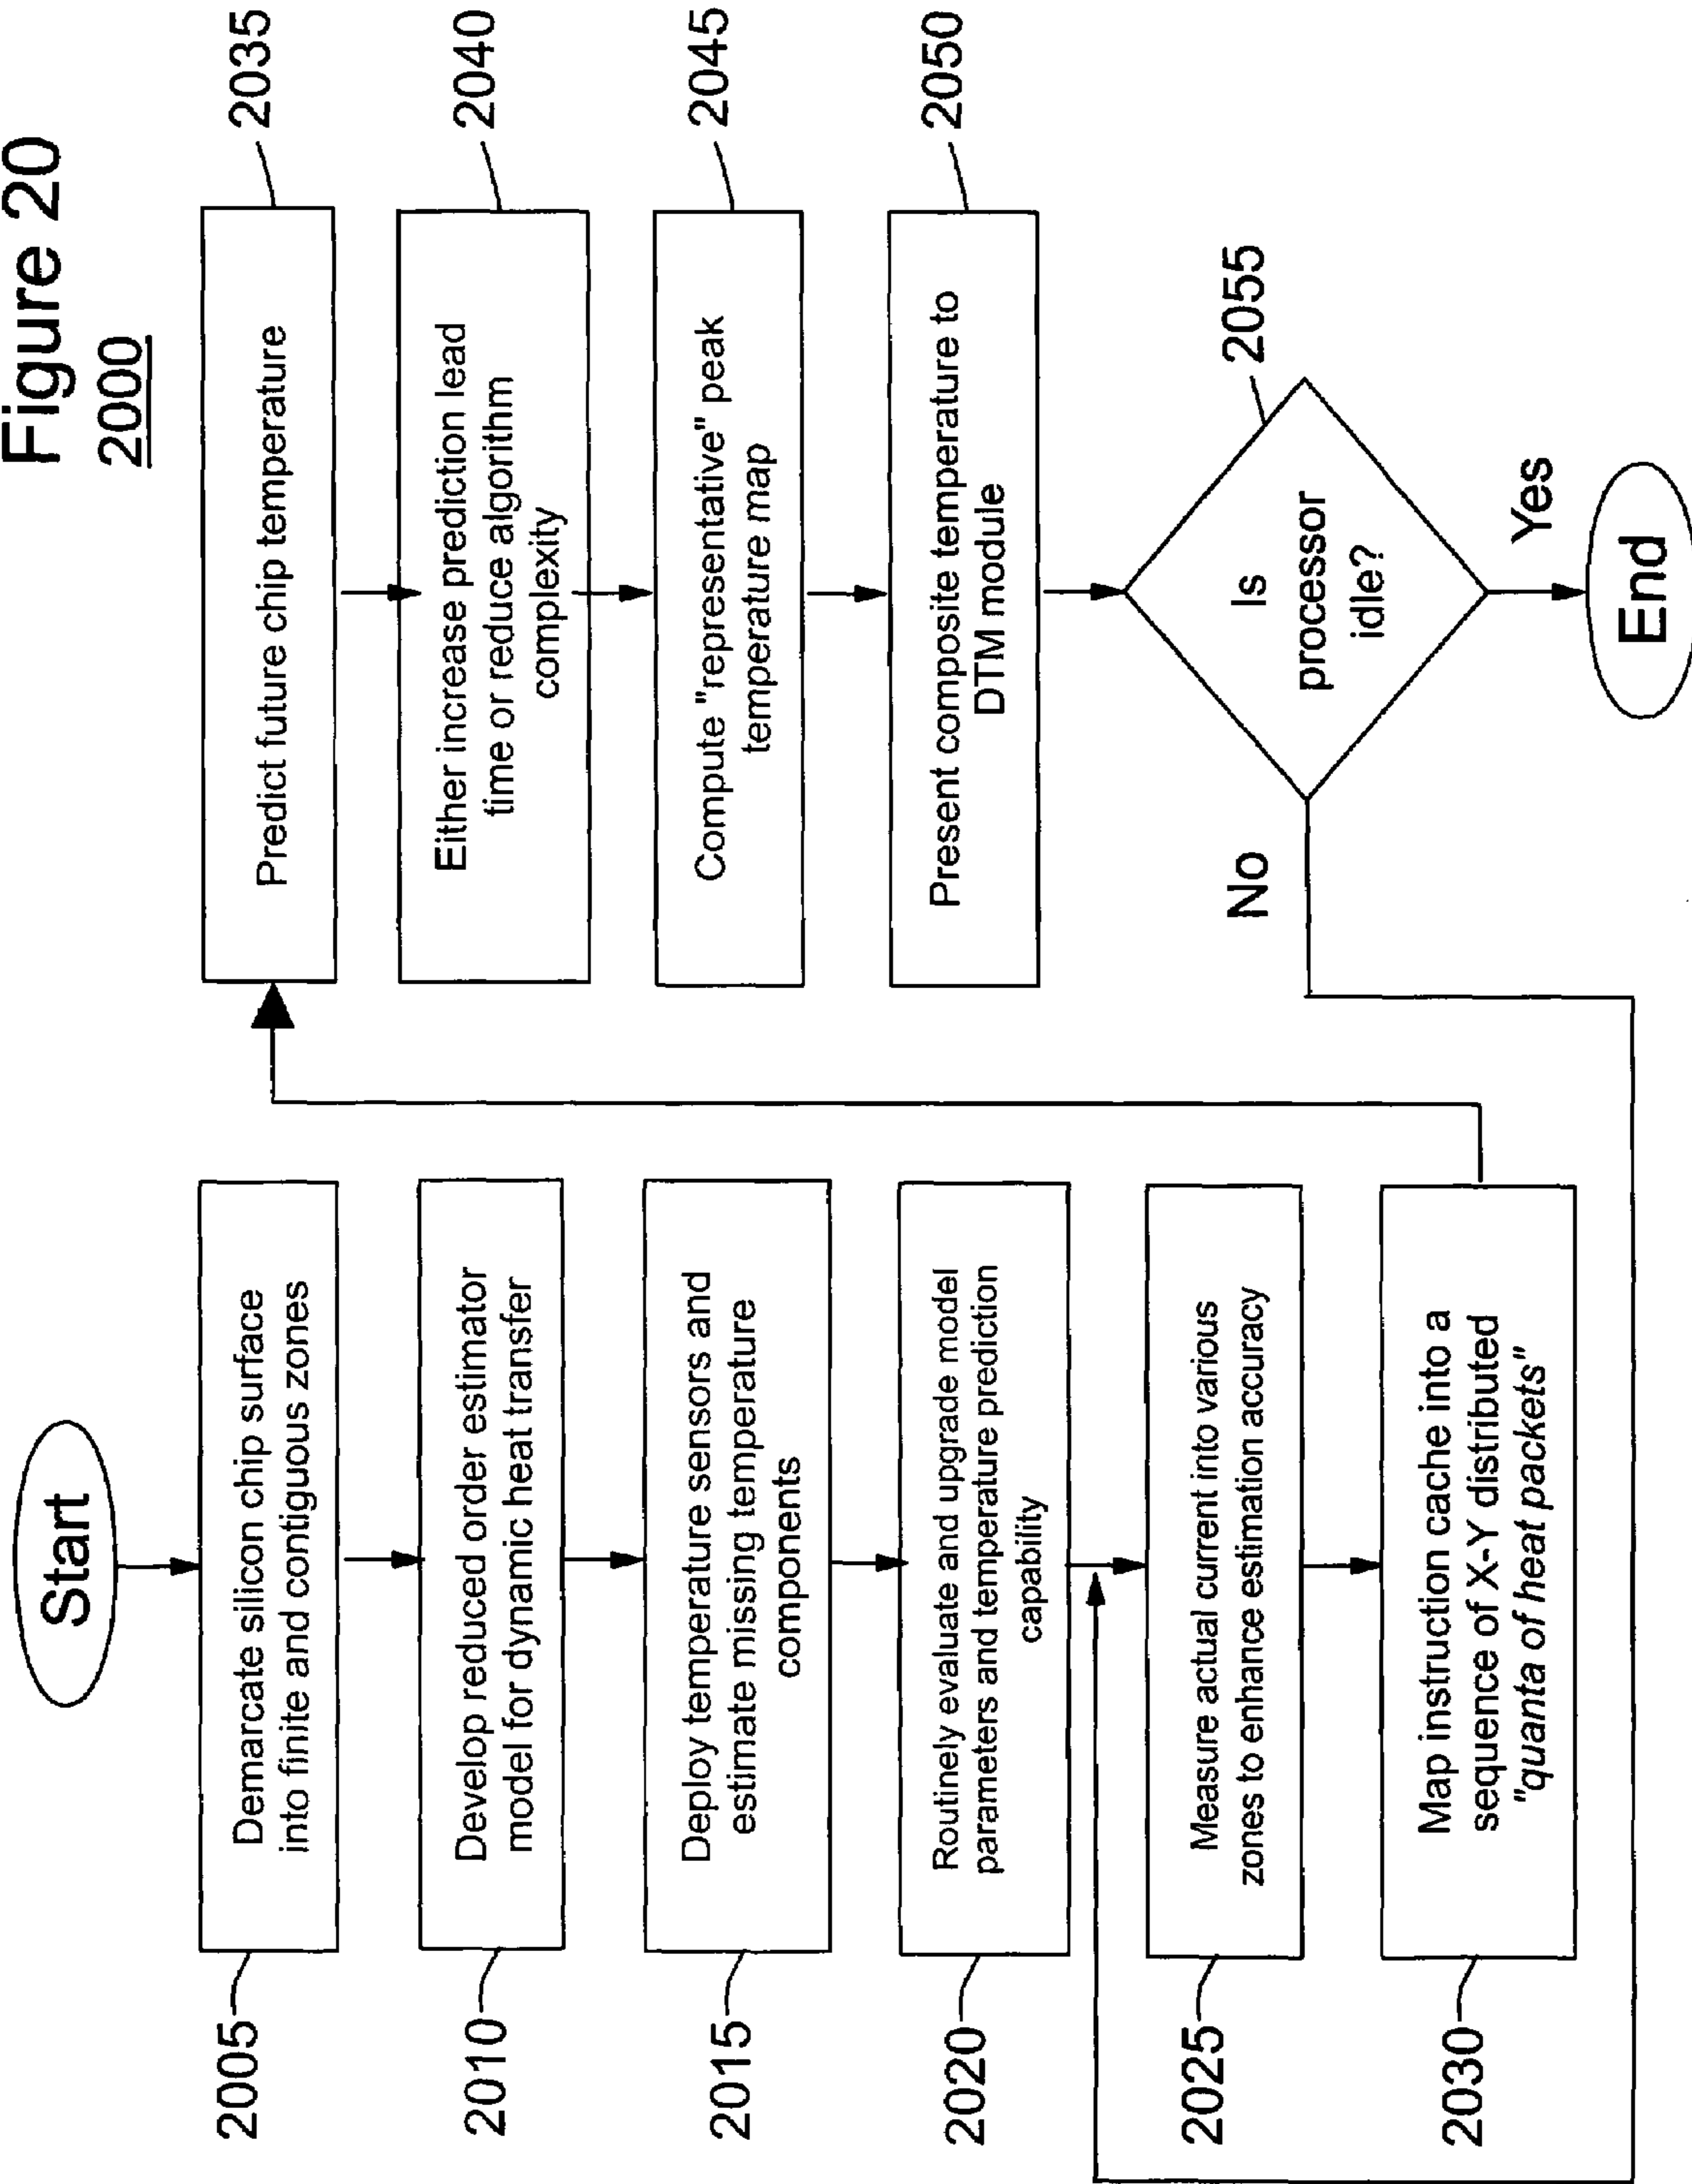 Figure 20
2000
Start
2005
Demarcate silicon chip surface
into finite and contiguous zones
2010
Develop reduced order estimator
model for dynamic heat transfer
2015
Deploy temperature sensors and
estimate missing temperature
components
2020
Routinely evaluate and upgrade model
parameters and temperature prediction
capability
2025
Measure actual current into various
zones to enhance estimation accuracy
2030
Map instruction cache into a
sequence of X-Y distributed
"quanta of heat packets"
2035
Predict future chip temperature
2040
Either increase prediction lead
time or reduce algorithm
complexity
2045
Compute "representative" peak
temperature map
2050
Present composite temperature to
DTM module
2055
Is
processor
idle?
No
Yes
End